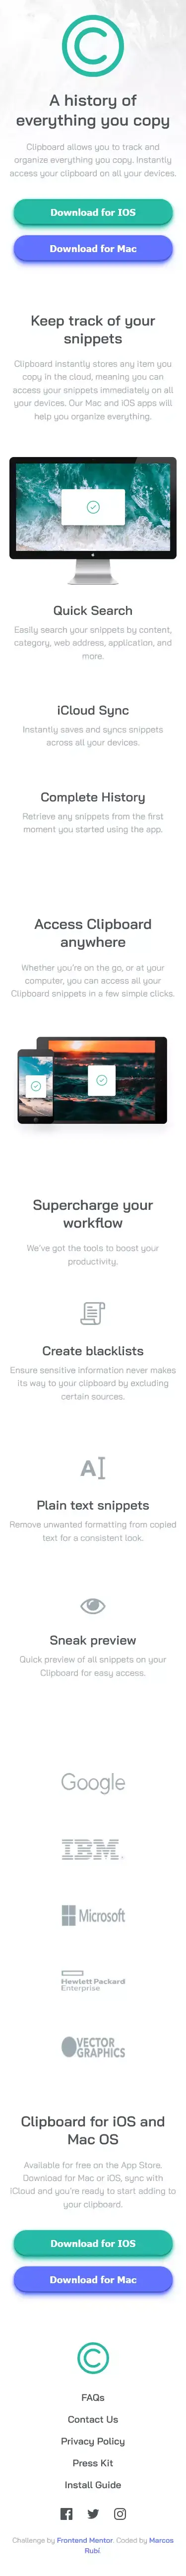 A history of
everything you copy
Clipboard allows you to track and
organize everything you copy. Instantly
access your clipboard on all your devices.
Download for IOS
Download for Mac
Keep track of your
snippets
Clipboard instantly stores any item you
copy in the cloud, meaning you can
access your snippets immediately on all
your devices. Our Mac and iOS apps will
help you organize everything.
Quick Search
Easily search your snippets by content,
category, web address, application, and
more.
iCloud Sync
Instantly saves and syncs snippets
across all your devices.
Complete History
Retrieve any snippets from the first
moment you started using the app.
Access Clipboard
anywhere
Whether you're on the go, or at your
computer, you can access all your
Clipboard snippets in a few simple clicks.
Supercharge your
workflow
We've got the tools to boost your
productivity.
Create blacklists
Ensure sensitive information never makes
its way to your clipboard by excluding
certain sources.
A
Plain text snippets
Remove unwanted formatting from copied
text for a consistent look.
Sneak preview
Quick preview of all snippets on your
Clipboard for easy access.
Google
IBM
Microsoft
Hewlett Packard
Enterprise
VECTOR
GRAPHICS
Clipboard for iOS and
Mac OS
Available for free on the App Store.
Download for Mac or iOS, sync with
iCloud and you're ready to start adding to
your clipboard.
Download for IOS
Download for Mac
FAQs
Contact Us
Privacy Policy
Press Kit
Install Guide
Challenge by Frontend Mentor. Coded by Marcos
Rubí.